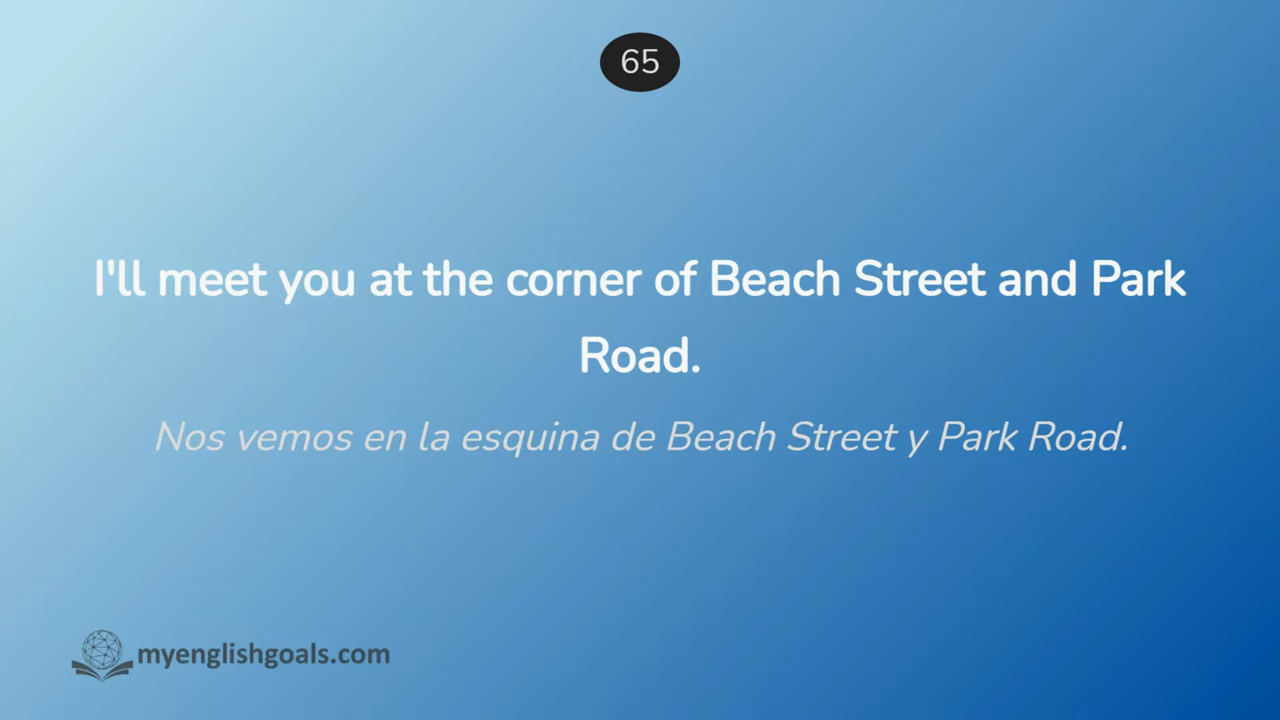 65
I'll meet you at the corner of Beach Street and Park
Road.
Nos vemos en la esquina de Beach Street y Park Road.
myenglishgoals.com